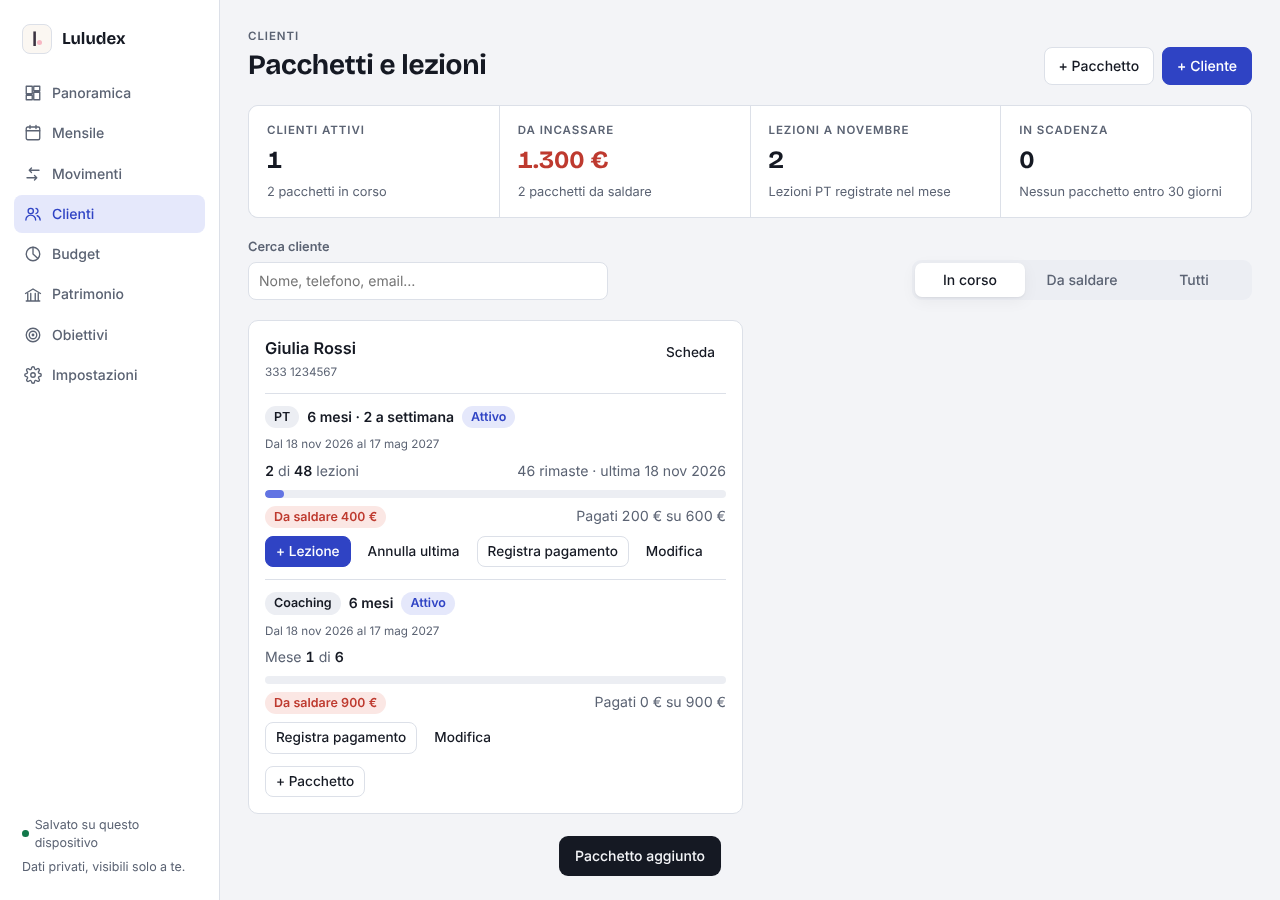 Luludex
Panoramica
Mensile
Movimenti
Clienti
Budget
Patrimonio
Obiettivi
Impostazioni
Salvato su questo
dispositivo
Dati privati, visibili solo a te.
CLIENTI
Pacchetti e lezioni
+ Pacchetto
+ Cliente
CLIENTI ATTIVI
1
2 pacchetti in corso
DA INCASSARE
1.300 €
2 pacchetti da saldare
LEZIONI A NOVEMBRE
2
Lezioni PT registrate nel mese
IN SCADENZA
0
Nessun pacchetto entro 30 giorni
Cerca cliente
Nome, telefono, email...
In corso
Da saldare
Tutti
Giulia Rossi
Scheda
333 1234567
PT 6 mesi · 2 a settimana Attivo
Dal 18 nov 2026 al 17 mag 2027
2 di 48 lezioni
46 rimaste · ultima 18 nov 2026
Da saldare 400 €
Pagati 200 € su 600 €
+ Lezione
Annulla ultima
Registra pagamento
Modifica
Coaching 6 mesi Attivo
Dal 18 nov 2026 al 17 mag 2027
Mese 1 di 6
Da saldare 900 €
Pagati 0 € su 900 €
Registra pagamento
Modifica
+ Pacchetto
Pacchetto aggiunto